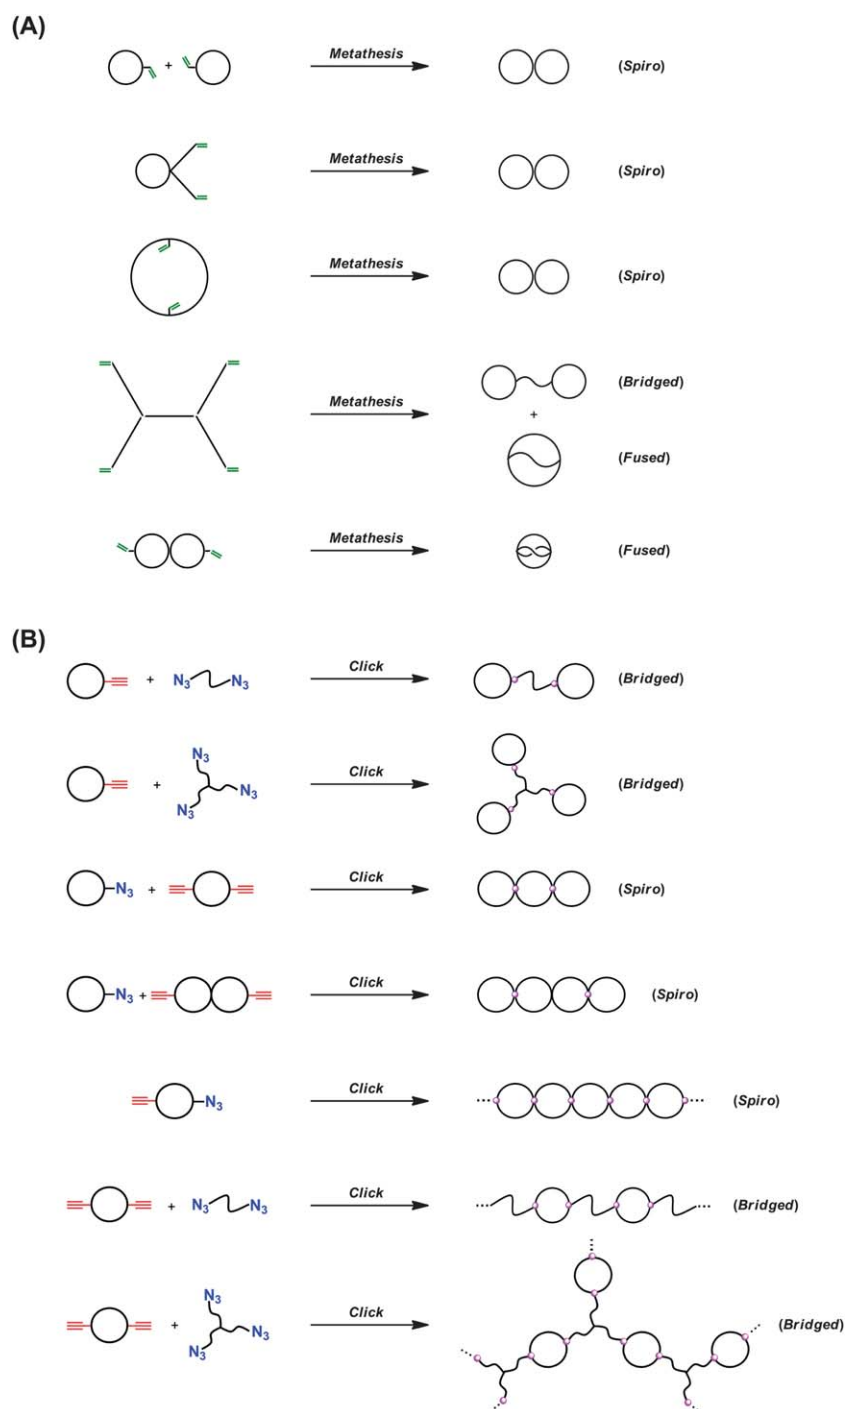 (A)
+ Metathesis (Spiro)
Metathesis (Spiro)
Metathesis (Spiro)
Metathesis (Bridged)
+
(Fused)
Metathesis (Fused)
(B)
+ N3 N3 Click (Bridged)
+ N3 N3 N3 Click (Bridged)
N3 + Click (Spiro)
N3 + Click (Spiro)
N3 Click (Spiro)
+ N3 N3 Click (Bridged)
+ N3 N3 N3 Click (Bridged)